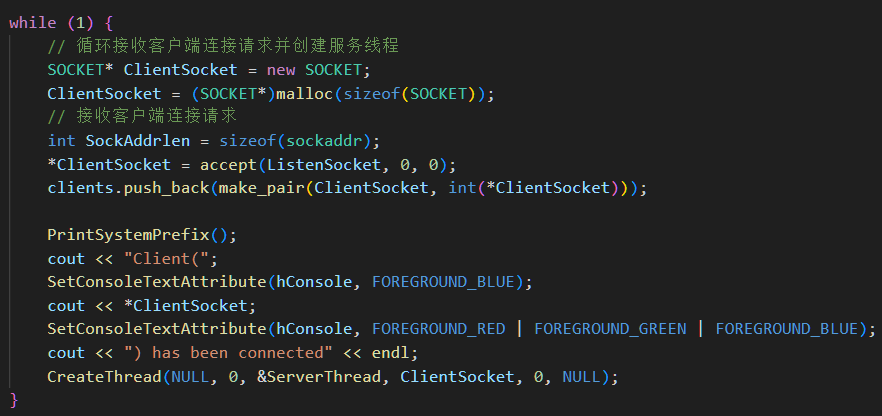 while (1) {
    // 循环接收客户端连接请求并创建服务线程
    SOCKET* ClientSocket = new SOCKET;
    ClientSocket = (SOCKET*)malloc(sizeof(SOCKET));
    // 接收客户端连接请求
    int SockAddrlen = sizeof(sockaddr);
    *ClientSocket = accept(ListenSocket, 0, 0);
    clients.push_back(make_pair(ClientSocket, int(*ClientSocket)));

    PrintSystemPrefix();
    cout << "Client(";
    SetConsoleTextAttribute(hConsole, FOREGROUND_BLUE);
    cout << *ClientSocket;
    SetConsoleTextAttribute(hConsole, FOREGROUND_RED | FOREGROUND_GREEN | FOREGROUND_BLUE);
    cout << ") has been connected" << endl;
    CreateThread(NULL, 0, &ServerThread, ClientSocket, 0, NULL);
}